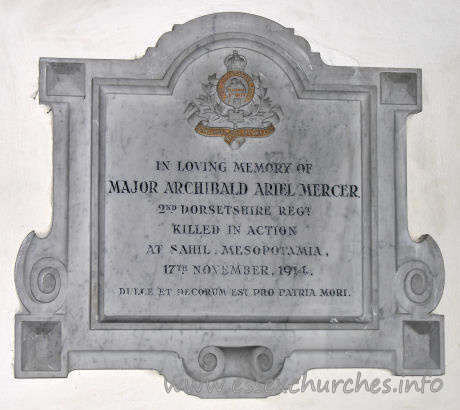 IN LOVING MEMORY OF
MAJOR ARCHIBALD ARIEL MERCER
2ND DORSETSHIRE REGT
KILLED IN ACTION
AT SAHIL, MESOPOTAMIA,
17TH NOVEMBER, 1914.
DULCE ET DECORUM EST PRO PATRIA MORI.
www.essexchurches.info